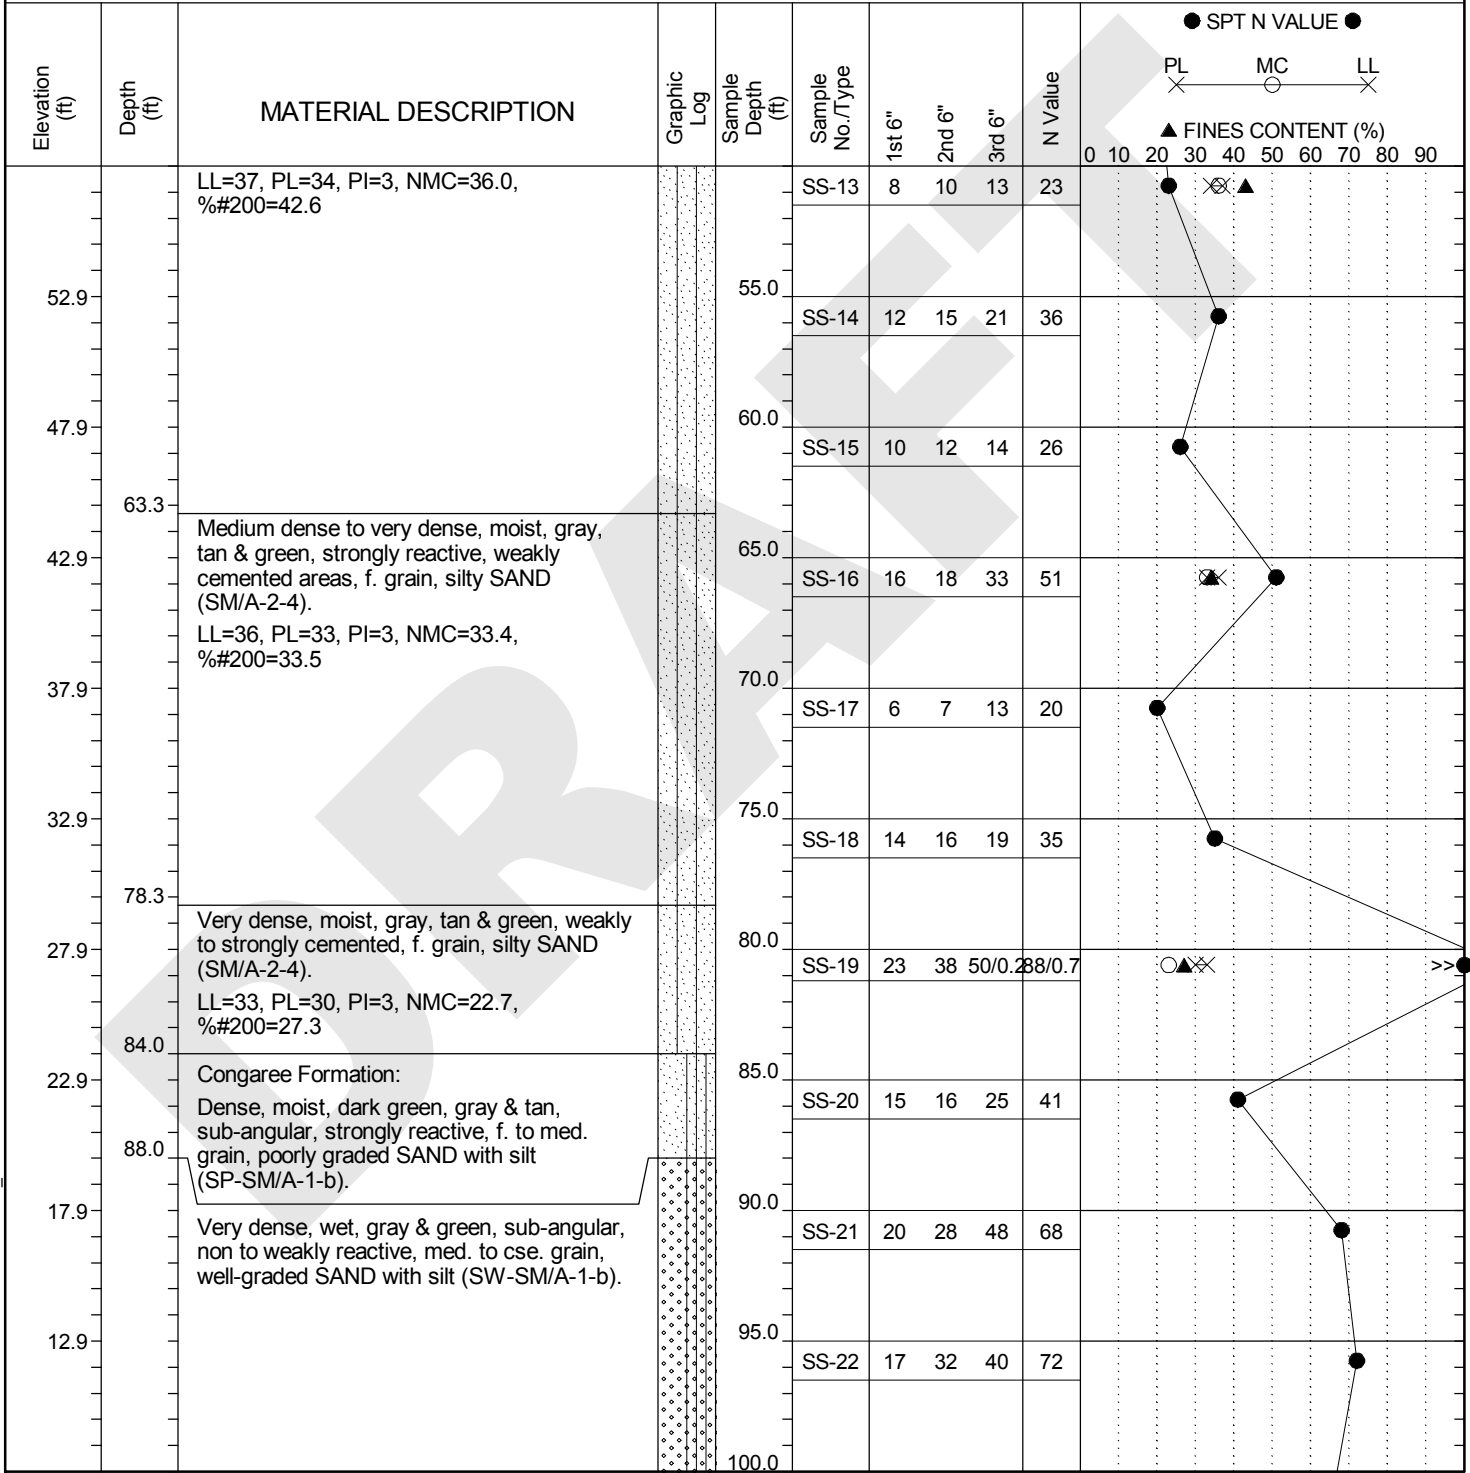 ● SPT N VALUE ●
PL MC LL
▲ FINES CONTENT (%)
Elevation (ft)
Depth (ft)
MATERIAL DESCRIPTION
Graphic Log
Sample Depth (ft)
Sample No./Type
1st 6"
2nd 6"
3rd 6"
N Value
0 10 20 30 40 50 60 70 80 90
LL=37, PL=34, PI=3, NMC=36.0,
%#200=42.6
SS-13 8 10 13 23
52.9 55.0
SS-14 12 15 21 36
47.9 60.0
SS-15 10 12 14 26
63.3
Medium dense to very dense, moist, gray,
tan & green, strongly reactive, weakly
cemented areas, f. grain, silty SAND
(SM/A-2-4).
42.9 65.0
SS-16 16 18 33 51
LL=36, PL=33, PI=3, NMC=33.4,
%#200=33.5
37.9 70.0
SS-17 6 7 13 20
32.9 75.0
SS-18 14 16 19 35
78.3
Very dense, moist, gray, tan & green, weakly
to strongly cemented, f. grain, silty SAND
(SM/A-2-4).
27.9 80.0
SS-19 23 38 50/0.2 88/0.7 >>
LL=33, PL=30, PI=3, NMC=22.7,
%#200=27.3
84.0
Congaree Formation:
22.9 85.0
Dense, moist, dark green, gray & tan,
sub-angular, strongly reactive, f. to med.
grain, poorly graded SAND with silt
(SP-SM/A-1-b).
SS-20 15 16 25 41
88.0
17.9 90.0
Very dense, wet, gray & green, sub-angular,
non to weakly reactive, med. to cse. grain,
well-graded SAND with silt (SW-SM/A-1-b).
SS-21 20 28 48 68
12.9 95.0
SS-22 17 32 40 72
100.0
DRAFT